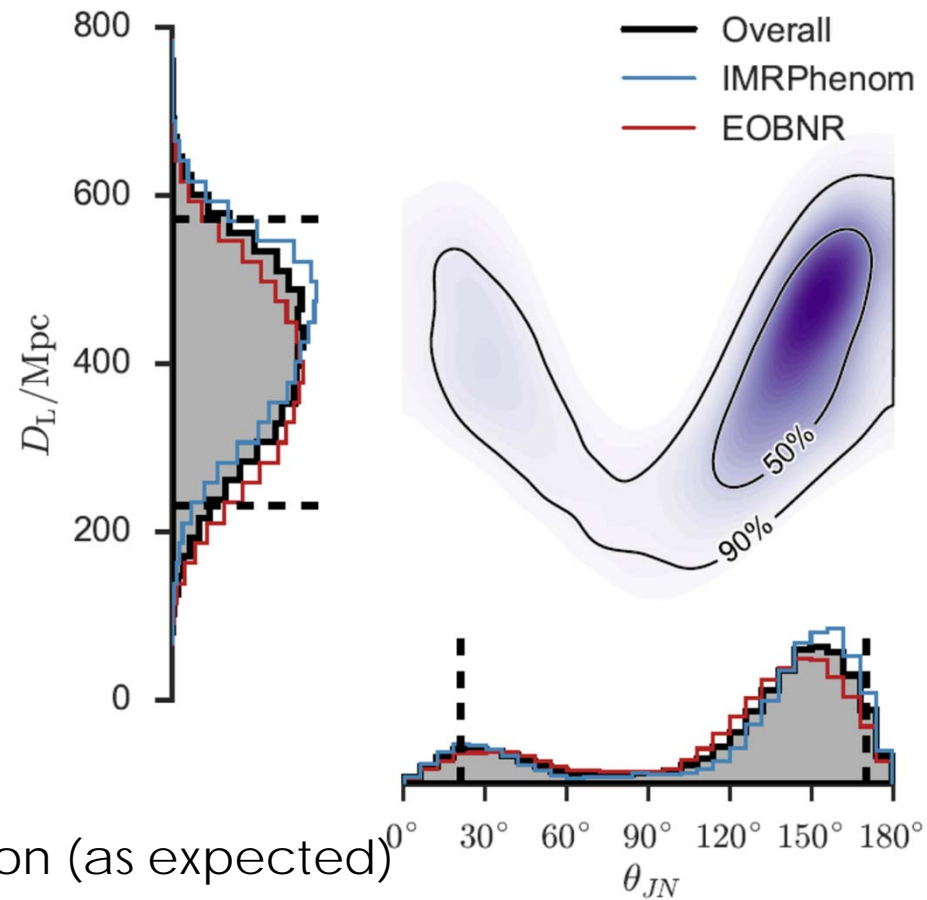 Overall
IMRPhenom
EOBNR
800
600
400
200
0
D_L/Mpc
50%
90%
0° 30° 60° 90° 120° 150° 180°
θ_JN
on (as expected)